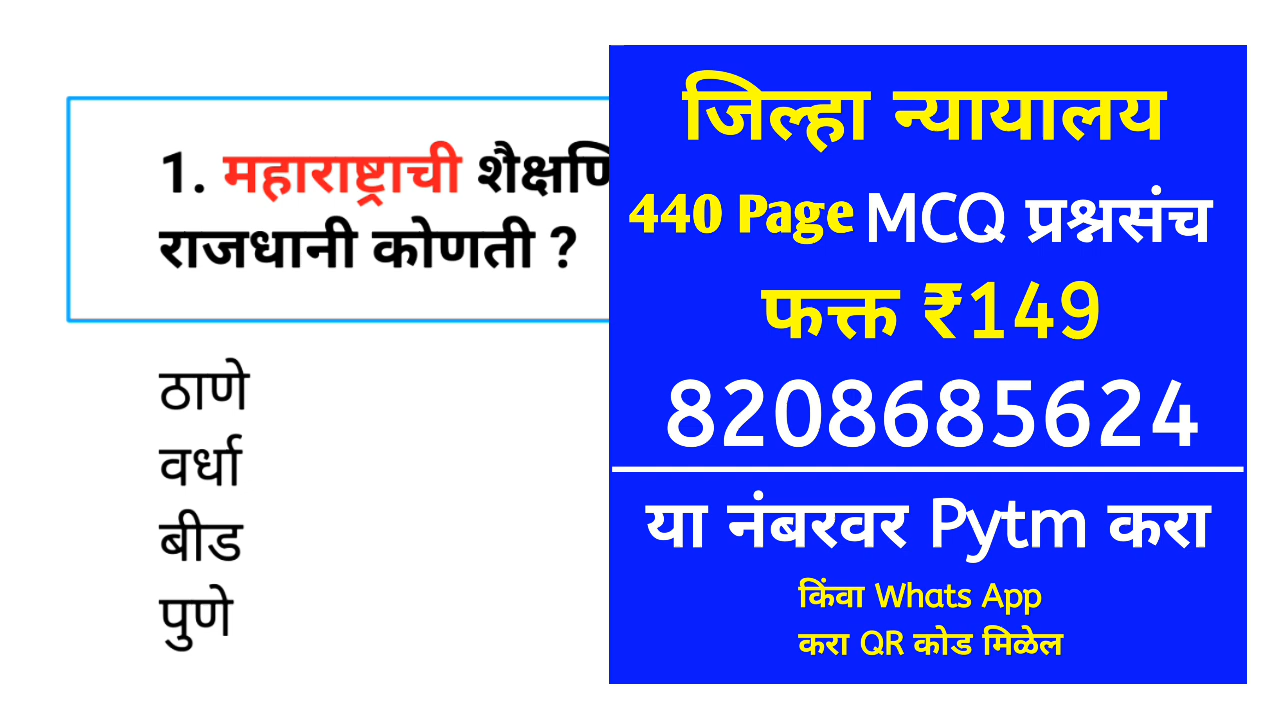 1. महाराष्ट्राची
राजधानी कोणती ?
ठाणे
वर्धा
बीड
पुणे
जिल्हा न्यायालय
440 Page MCQ प्रश्नसंच
फक्त ₹149
8208685624
या नंबरवर Pytm करा
किंवा Whats App
करा QR कोड मिळेल